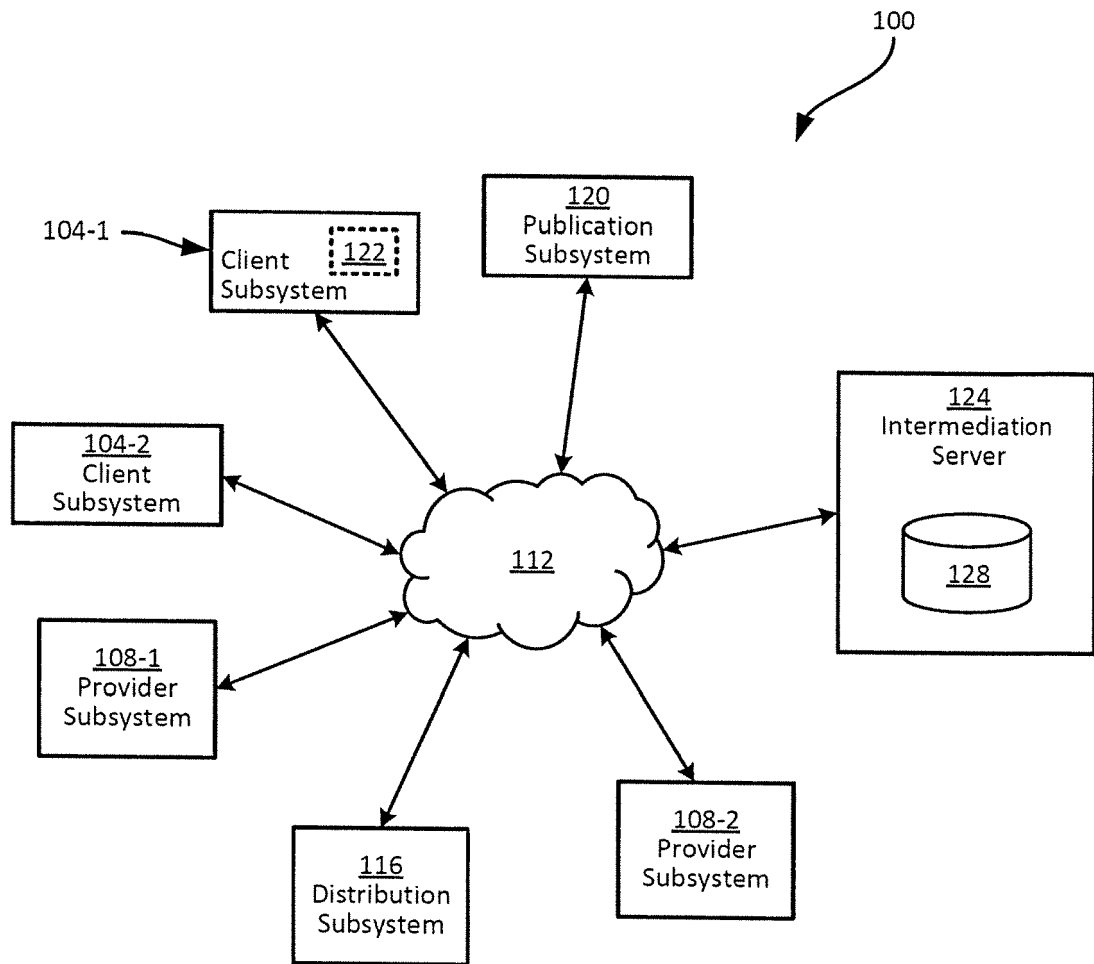 100
120
Publication
Subsystem
104-1
122
Client
Subsystem
124
Intermediation
Server
104-2
Client
Subsystem
112
128
108-1
Provider
Subsystem
108-2
Provider
Subsystem
116
Distribution
Subsystem